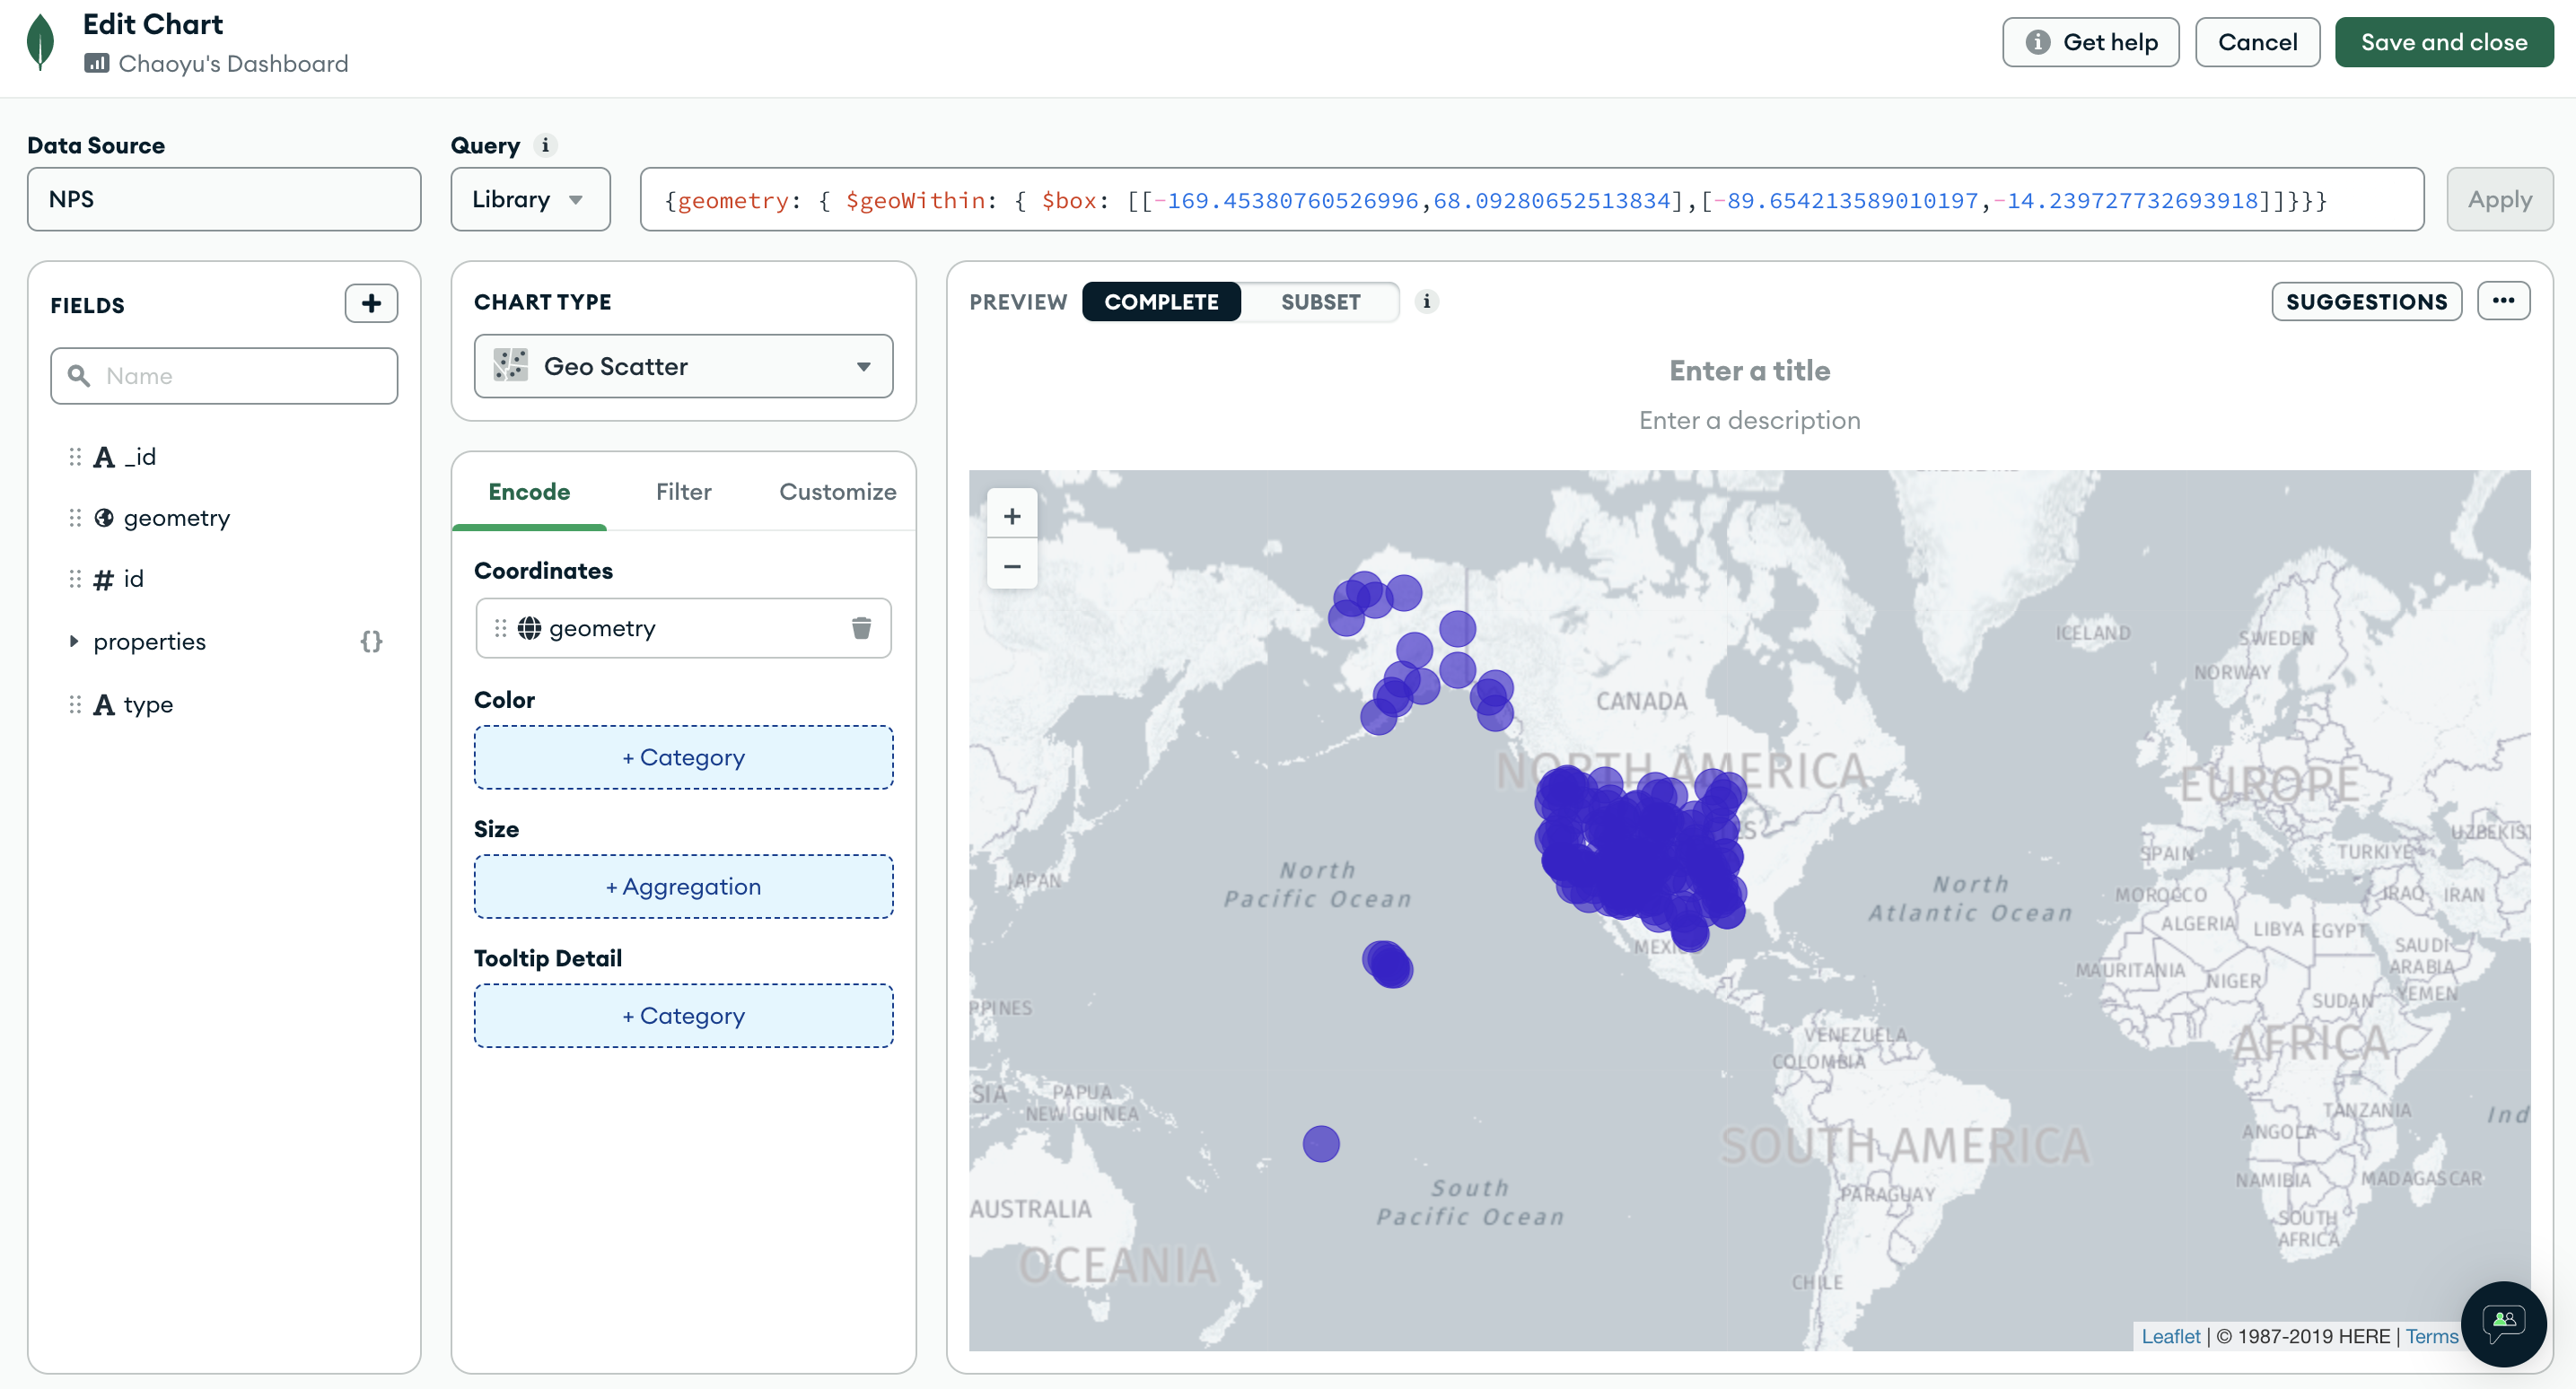 Edit Chart
Chaoyu's Dashboard
Get help
Cancel
Save and close
Data Source
Query
NPS
Library
{geometry: { $geoWithin: { $box: [[-169.45380760526996,68.09280652513834],[-89.654213589010197,-14.239727732693918]]}}}
Apply
FIELDS
Name
_id
geometry
id
properties {}
type
CHART TYPE
Geo Scatter
Encode Filter Customize
Coordinates
geometry
Color
+ Category
Size
+ Aggregation
Tooltip Detail
+ Category
PREVIEW COMPLETE SUBSET
SUGGESTIONS
Enter a title
Enter a description
ICELAND
SWEDEN
NORWAY
CANADA
NORTH AMERICA
EUROPE
UZBEKIST
SPAIN
TÜRKIYE
JAPAN
North
Pacific Ocean
North
Atlantic Ocean
MOROCCO
IRAQ
IRAN
ALGERIA
LIBYA
EGYPT
SAUDI
ARABIA
MAURITANIA
NIGER
SUDAN
YEMEN
PPINES
AFRICA
VENEZUELA
COLOMBIA
SIA
PAPUA
NEW GUINEA
TANZANIA
ANGOLA
Ind
SOUTH AMERICA
NAMIBIA
MADAGASCAR
South
Pacific Ocean
PARAGUAY
AUSTRALIA
SOUTH
AFRICA
OCEANIA
CHILE
Leaflet | © 1987-2019 HERE | Terms